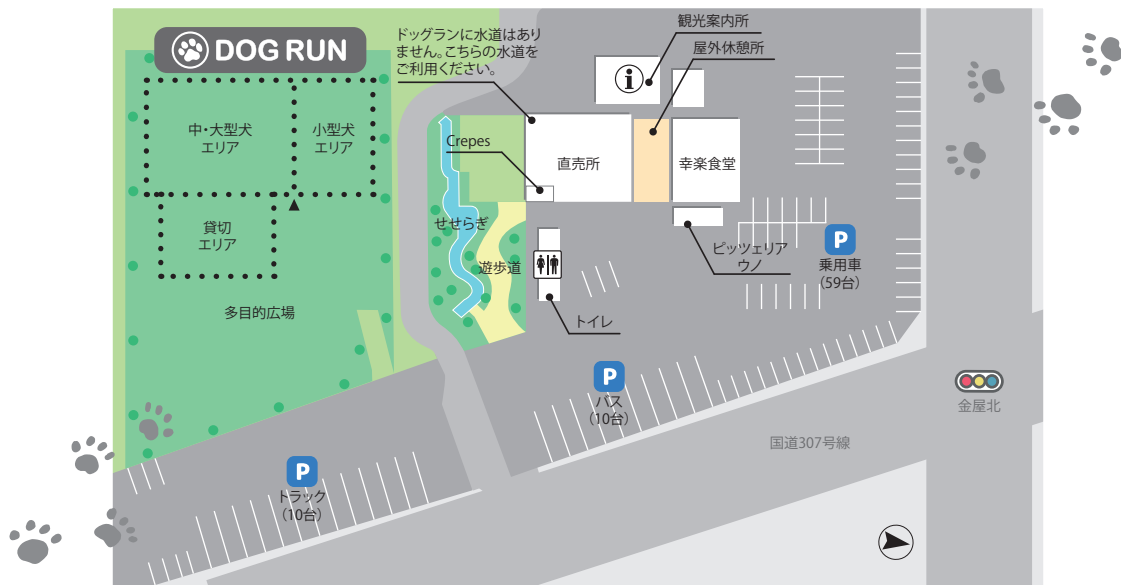 DOG RUN
ドッグランに水道はあり
ません。こちらの水道を
ご利用ください。
観光案内所
屋外休憩所
中・大型犬
エリア
小型犬
エリア
Crepes
直売所
幸楽食堂
貸切
エリア
せせらぎ
遊歩道
ピッツェリア
ウノ
P
乗用車
(59台)
多目的広場
トイレ
P
バス
(10台)
金屋北
国道307号線
P
トラック
(10台)